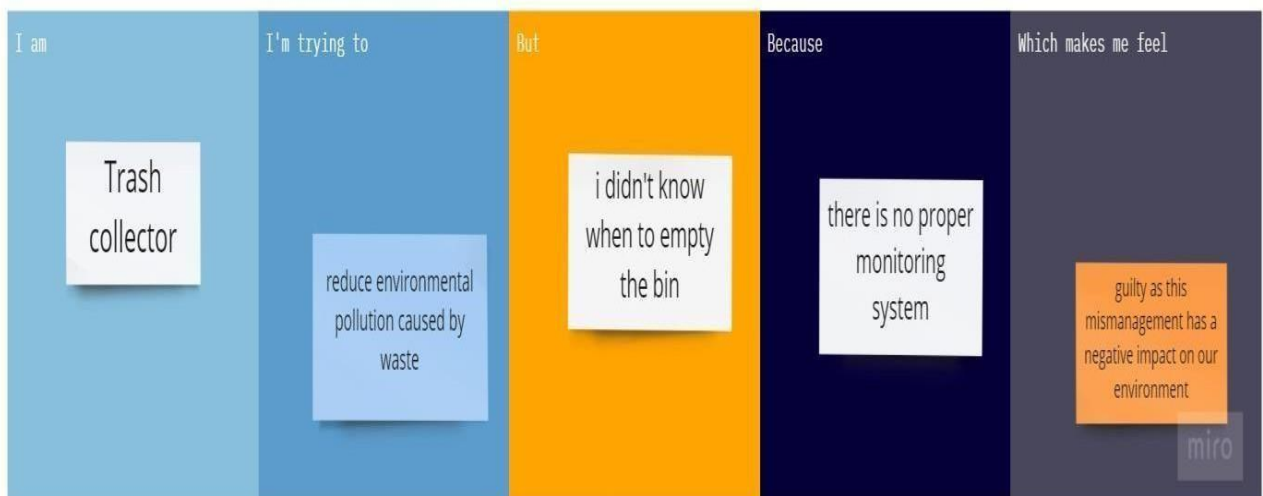 I am
Trash
collector
I'm trying to
reduce environmental
pollution caused by
waste
But
i didn't know
when to empty
the bin
Because
there is no proper
monitoring
system
Which makes me feel
guilty as this
mismanagement has a
negative impact on our
environment
miro